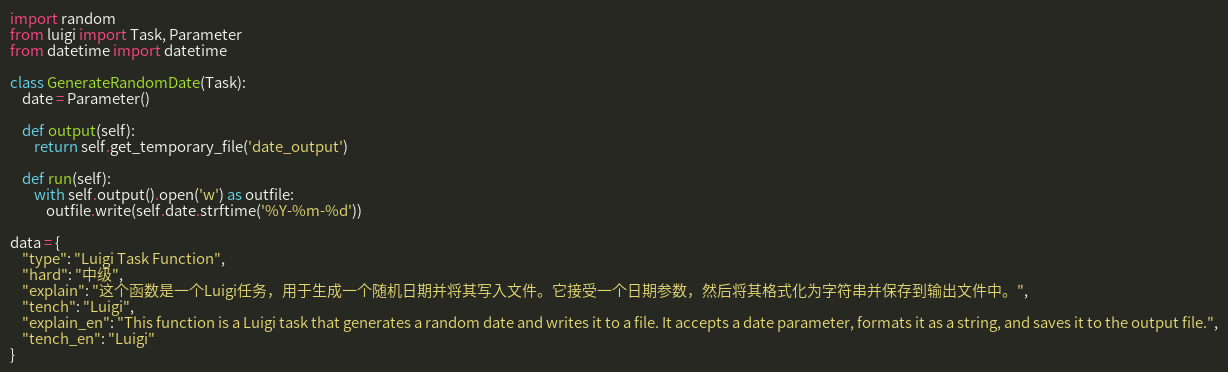 import random
from luigi import Task, Parameter
from datetime import datetime

class GenerateRandomDate(Task):
    date = Parameter()

    def output(self):
        return self.get_temporary_file('date_output')

    def run(self):
        with self.output().open('w') as outfile:
            outfile.write(self.date.strftime('%Y-%m-%d'))

data = {
    "type": "Luigi Task Function",
    "hard": "中级",
    "explain": "这个函数是一个Luigi任务，用于生成一个随机日期并将其写入文件。它接受一个日期参数，然后将其格式化为字符串并保存到输出文件中。",
    "tench": "Luigi",
    "explain_en": "This function is a Luigi task that generates a random date and writes it to a file. It accepts a date parameter, formats it as a string, and saves it to the output file.",
    "tench_en": "Luigi"
}